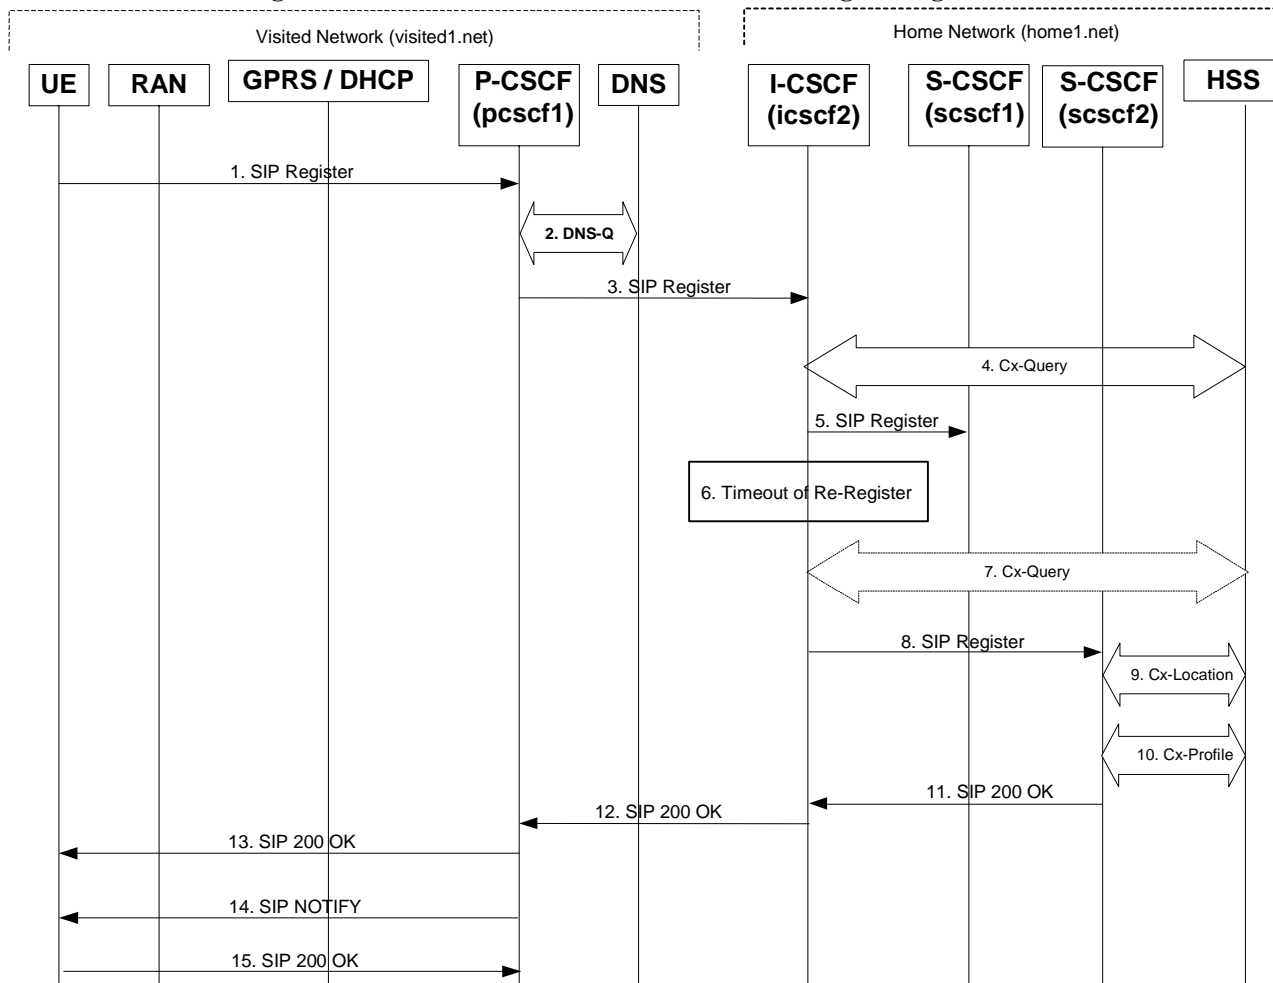 Visited Network (visited1.net)
Home Network (home1.net)
UE
RAN
GPRS / DHCP
P-CSCF
(pcscf1)
DNS
I-CSCF
(icscf2)
S-CSCF
(scscf1)
S-CSCF
(scscf2)
HSS
1. SIP Register
2. DNS-Q
3. SIP Register
4. Cx-Query
5. SIP Register
6. Timeout of Re-Register
7. Cx-Query
8. SIP Register
9. Cx-Location
10. Cx-Profile
11. SIP 200 OK
12. SIP 200 OK
13. SIP 200 OK
14. SIP NOTIFY
15. SIP 200 OK